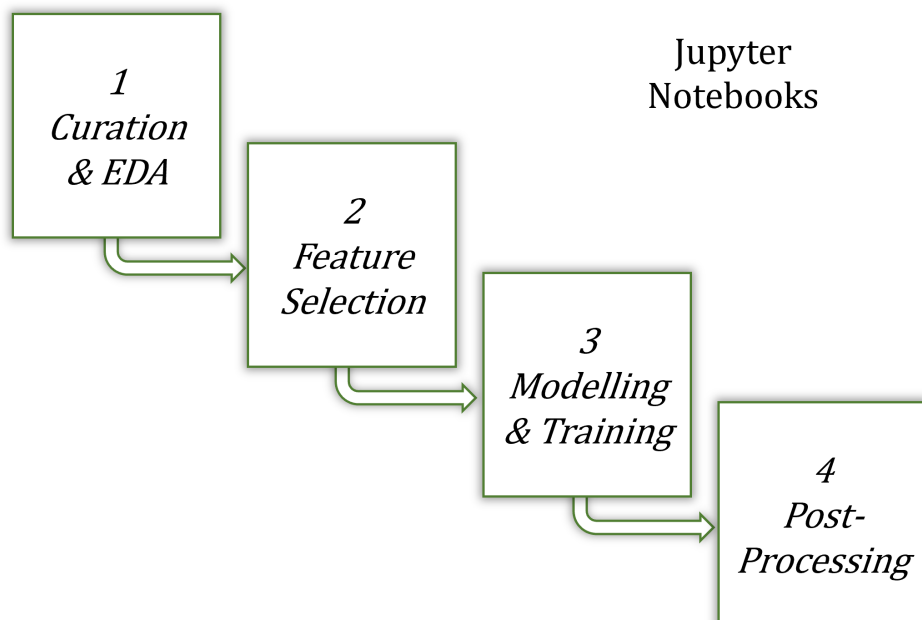 1
Curation
& EDA
Jupyter
Notebooks
2
Feature
Selection
3
Modelling
& Training
4
Post-
Processing